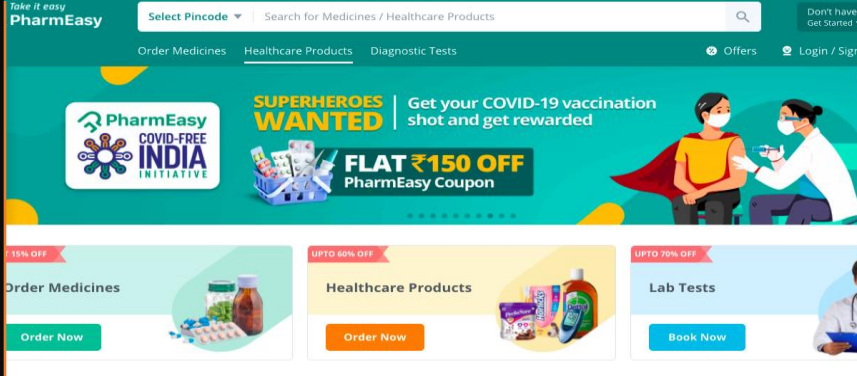 Take it easy
PharmEasy
Select Pincode
Search for Medicines / Healthcare Products
Don't have
Get Started
Order Medicines
Healthcare Products
Diagnostic Tests
Offers
Login / Sign
PharmEasy
COVID-FREE
INDIA
INITIATIVE
SUPERHEROES
WANTED
Get your COVID-19 vaccination
shot and get rewarded
FLAT ₹150 OFF
PharmEasy Coupon
15% OFF
Order Medicines
Order Now
UPTO 60% OFF
Healthcare Products
Order Now
PediaSure
Horlicks
Dettol
UPTO 70% OFF
Lab Tests
Book Now